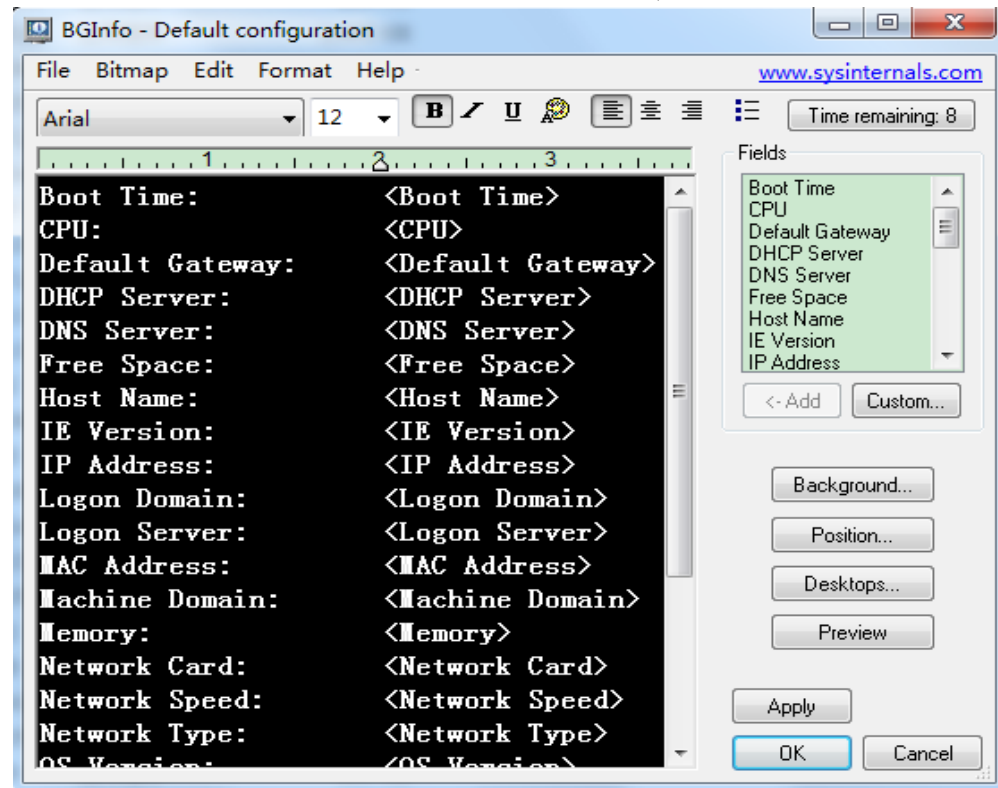 BGInfo - Default configuration
File Bitmap Edit Format Help www.sysinternals.com
Arial 12 B I U Time remaining: 8
1 2 3
Boot Time: <Boot Time>
CPU: <CPU>
Default Gateway: <Default Gateway>
DHCP Server: <DHCP Server>
DNS Server: <DNS Server>
Free Space: <Free Space>
Host Name: <Host Name>
IE Version: <IE Version>
IP Address: <IP Address>
Logon Domain: <Logon Domain>
Logon Server: <Logon Server>
MAC Address: <MAC Address>
Machine Domain: <Machine Domain>
Memory: <Memory>
Network Card: <Network Card>
Network Speed: <Network Speed>
Network Type: <Network Type>
OS Version: <OS Version>
Fields
Boot Time
CPU
Default Gateway
DHCP Server
DNS Server
Free Space
Host Name
IE Version
IP Address
<- Add Custom...
Background...
Position...
Desktops...
Preview
Apply
OK Cancel